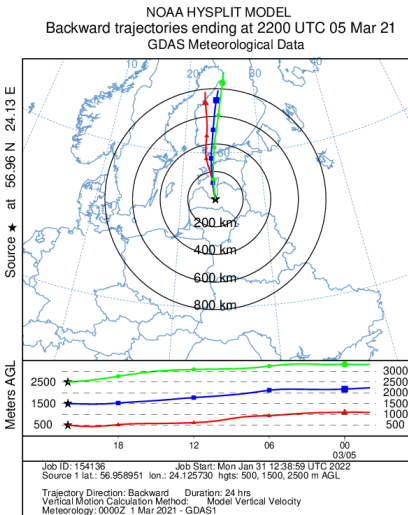 NOAA HYSPLIT MODEL
Backward trajectories ending at 2200 UTC 05 Mar 21
GDAS Meteorological Data
Source ★ at 56.96 N 24.13 E
10 20 30
60
200 km
400 km
600 km
800 km
Meters AGL
2500
1500
500
3000
2500
2000
1500
1000
500
18 12 06 00
03/05
Job ID: 154136 Job Start: Mon Jan 31 12:38:59 UTC 2022
Source 1 lat.: 56.958951 lon.: 24.125730 hgts: 500, 1500, 2500 m AGL
Trajectory Direction: Backward Duration: 24 hrs
Vertical Motion Calculation Method: Model Vertical Velocity
Meteorology: 0000Z 1 Mar 2021 - GDAS1